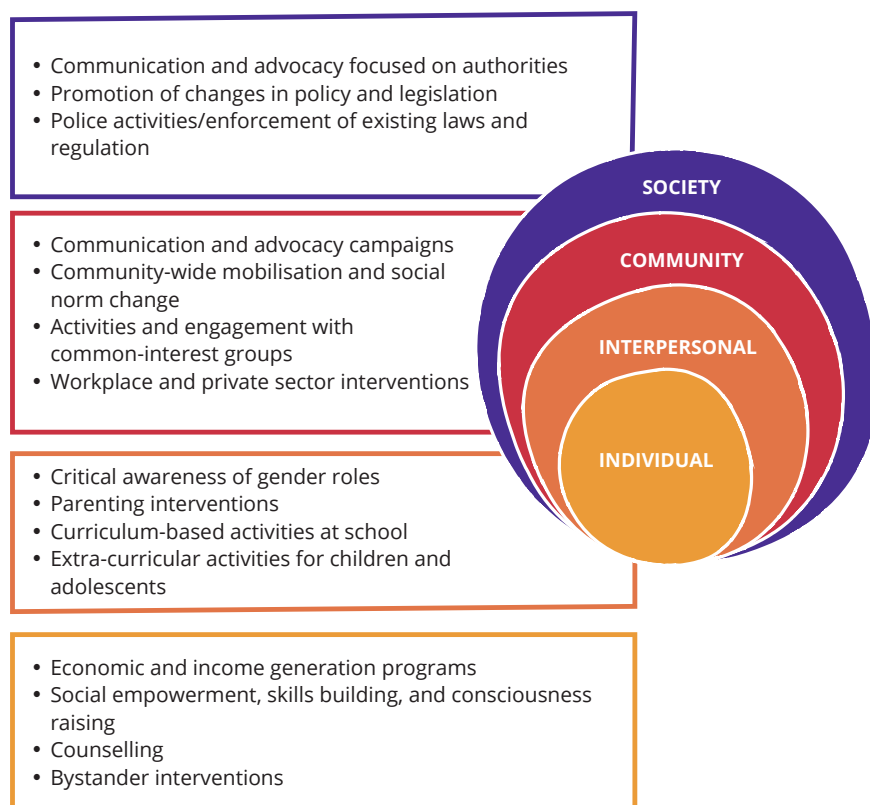 • Communication and advocacy focused on authorities
• Promotion of changes in policy and legislation
• Police activities/enforcement of existing laws and
regulation
SOCIETY
• Communication and advocacy campaigns
• Community-wide mobilisation and social
norm change
• Activities and engagement with
common-interest groups
• Workplace and private sector interventions
COMMUNITY
INTERPERSONAL
• Critical awareness of gender roles
• Parenting interventions
• Curriculum-based activities at school
• Extra-curricular activities for children and
adolescents
INDIVIDUAL
• Economic and income generation programs
• Social empowerment, skills building, and consciousness
raising
• Counselling
• Bystander interventions